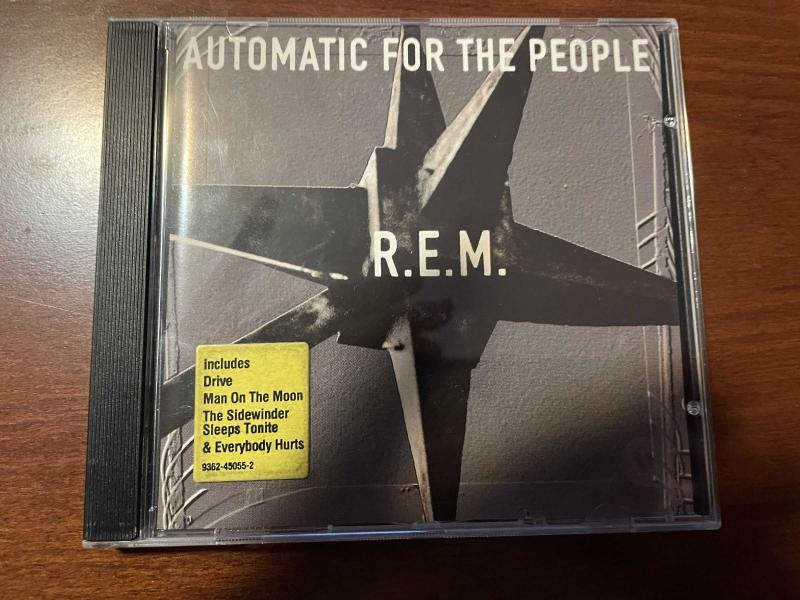 AUTOMATIC FOR THE PEOPLE
R.E.M.
includes
Drive
Man On The Moon
The Sidewinder
Sleeps Tonite
& Everybody Hurts
9362-45055-2